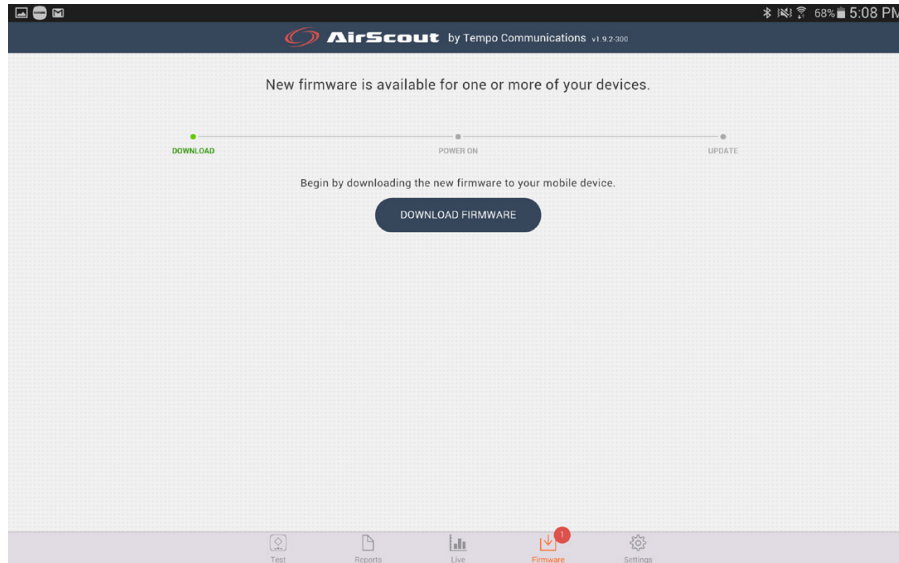 68% 5:08 PM
AirScout by Tempo Communications v1.9.2-300
New firmware is available for one or more of your devices.
DOWNLOAD POWER ON UPDATE
Begin by downloading the new firmware to your mobile device.
DOWNLOAD FIRMWARE
1
Test Reports Live Firmware Settings